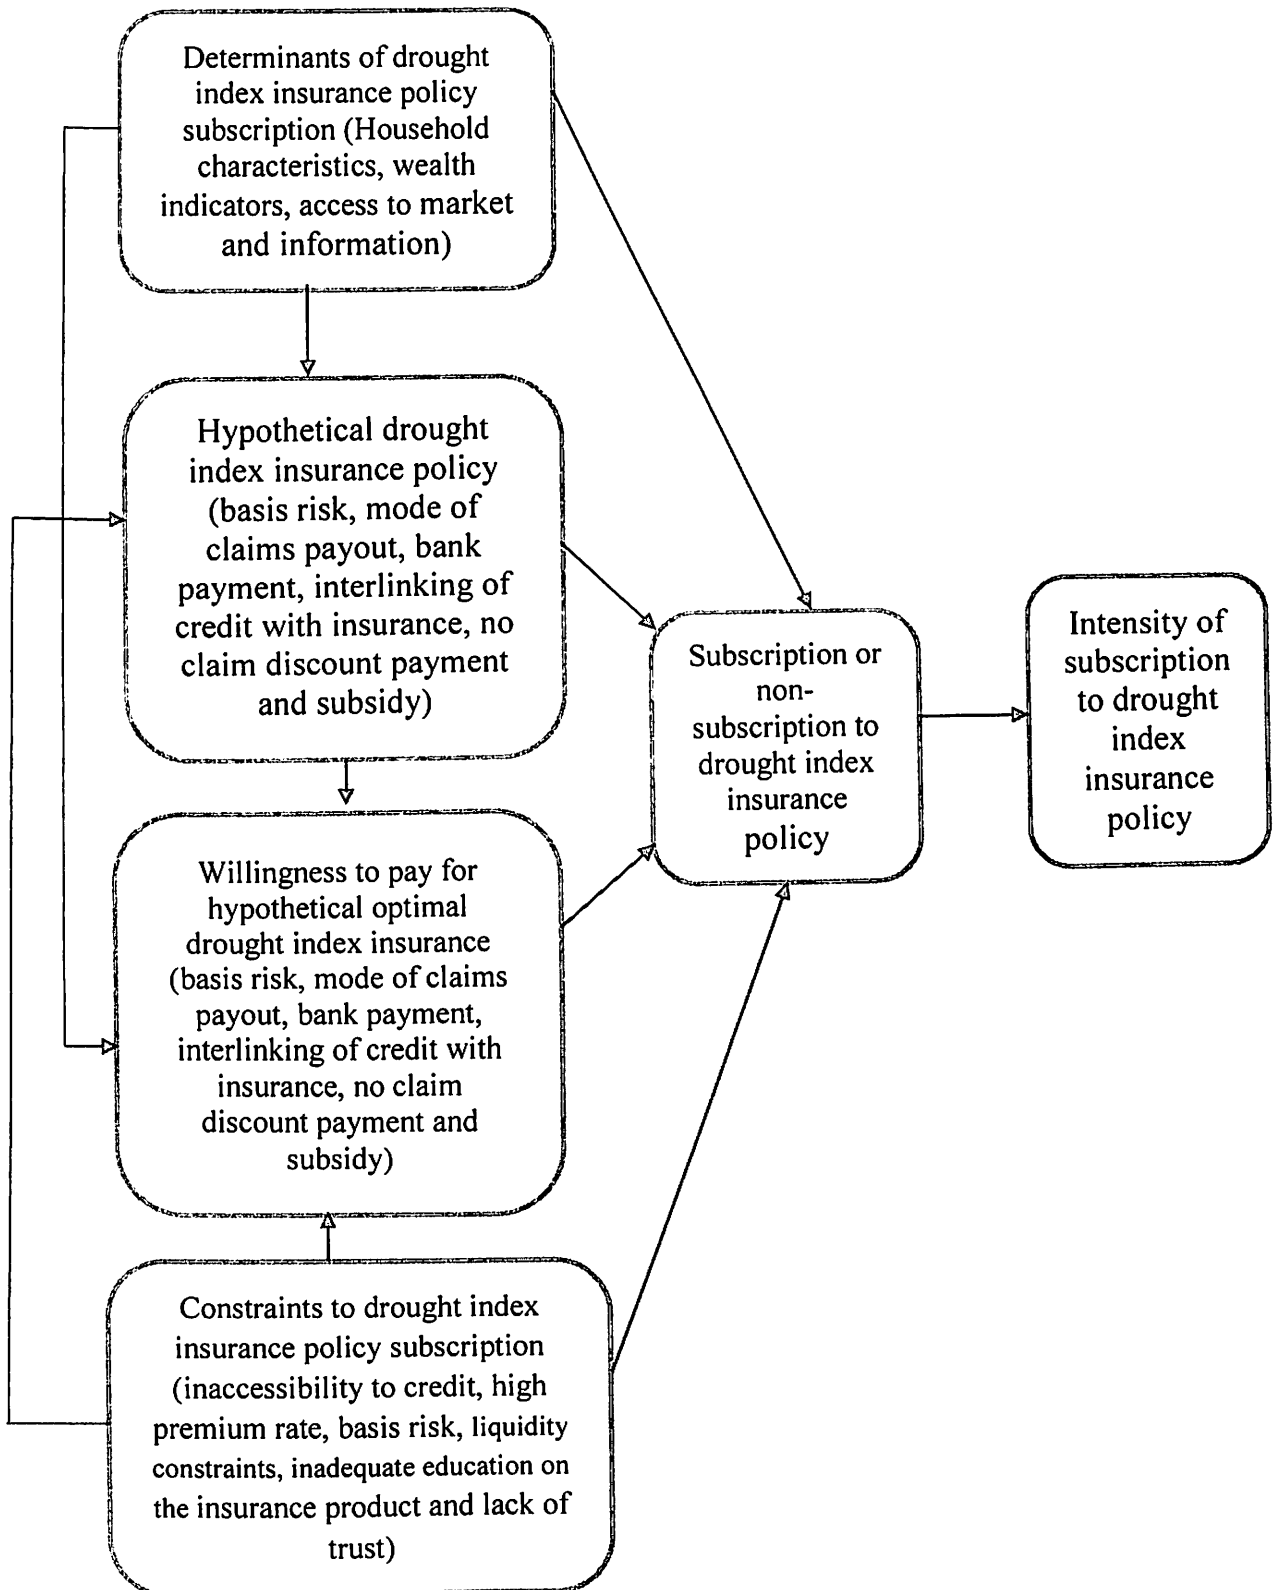 Determinants of drought
index insurance policy
subscription (Household
characteristics, wealth
indicators, access to market
and information)
Hypothetical drought
index insurance policy
(basis risk, mode of
claims payout, bank
payment, interlinking of
credit with insurance, no
claim discount payment
and subsidy)
Willingness to pay for
hypothetical optimal
drought index insurance
(basis risk, mode of claims
payout, bank payment,
interlinking of credit with
insurance, no claim
discount payment and
subsidy)
Constraints to drought index
insurance policy subscription
(inaccessibility to credit, high
premium rate, basis risk, liquidity
constraints, inadequate education on
the insurance product and lack of
trust)
Subscription or
non-
subscription to
drought index
insurance
policy
Intensity of
subscription
to drought
index
insurance
policy